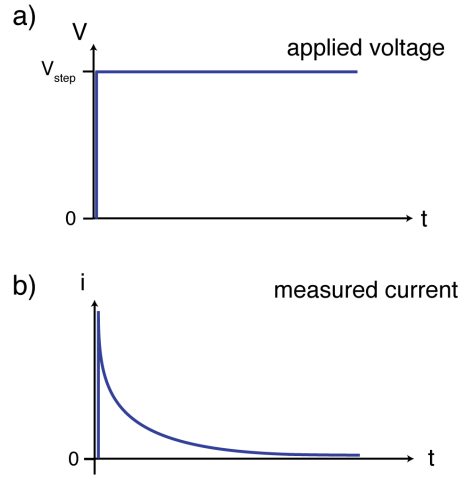 a)
V
applied voltage
Vstep
0
t
b)
i
measured current
0
t